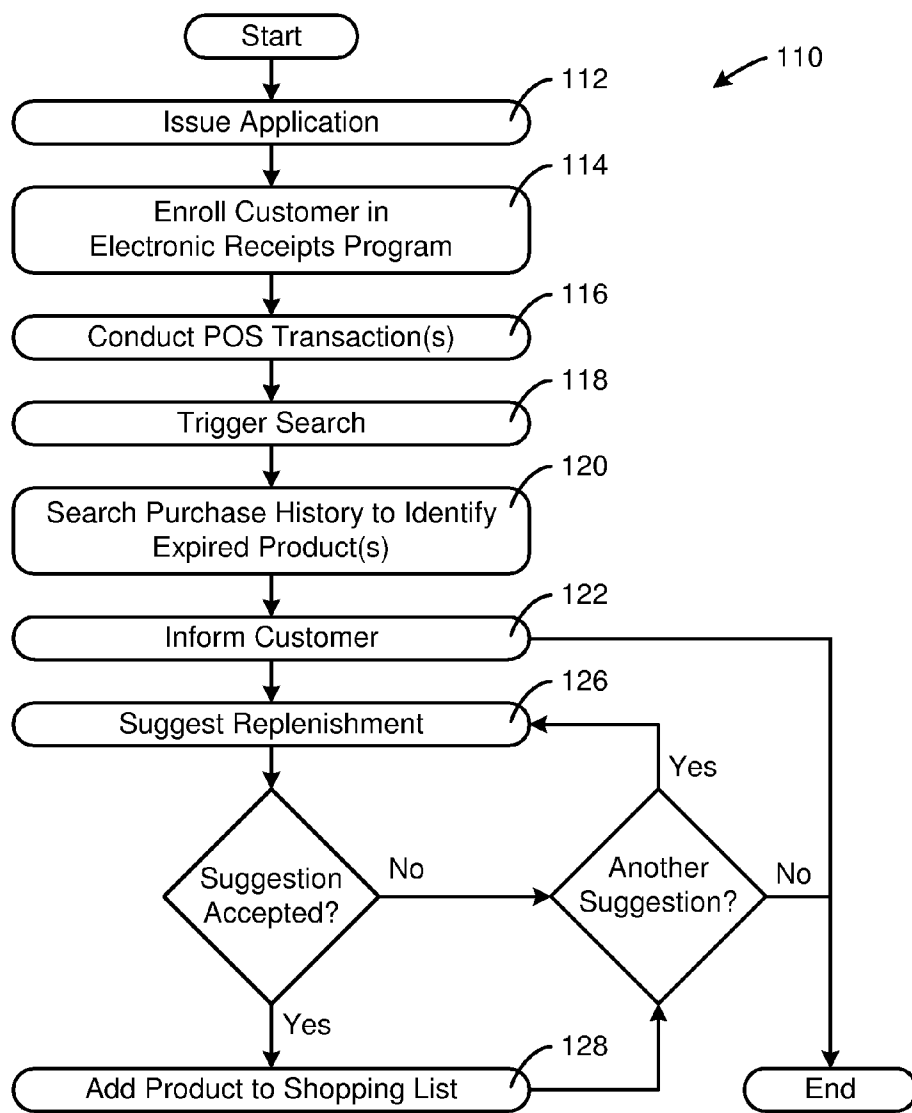 Start
110
112
Issue Application
114
Enroll Customer in
Electronic Receipts Program
116
Conduct POS Transaction(s)
118
Trigger Search
120
Search Purchase History to Identify
Expired Product(s)
122
Inform Customer
126
Suggest Replenishment
Yes
Suggestion
Accepted?
No
Another
Suggestion?
No
Yes
128
Add Product to Shopping List
End